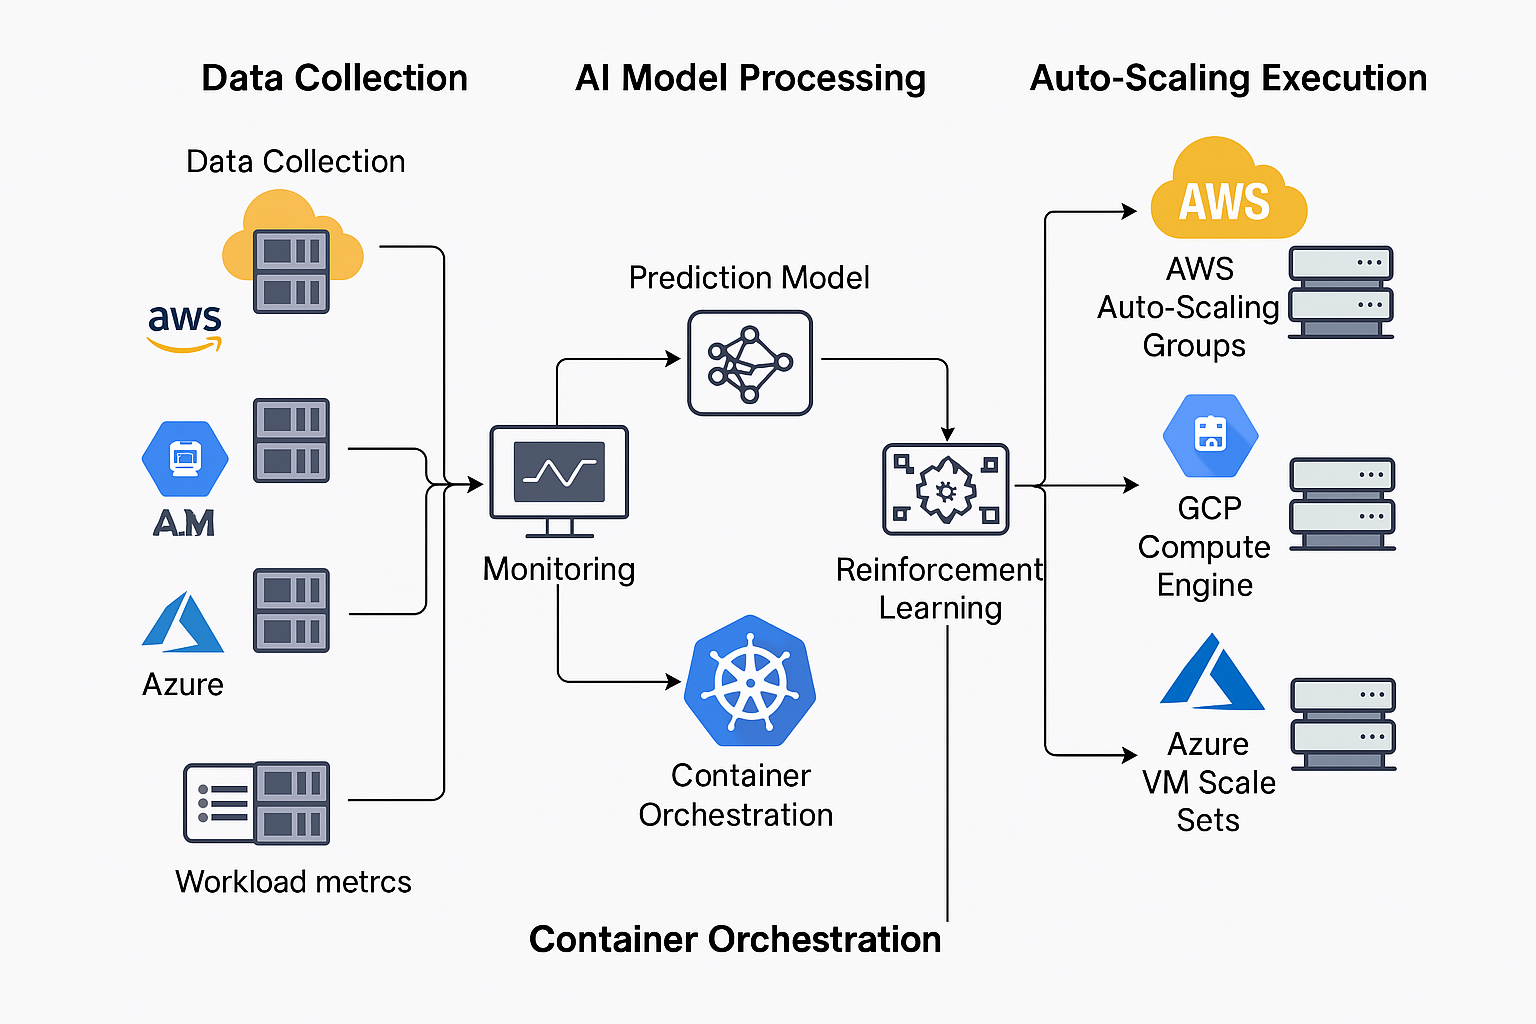 Data Collection
AI Model Processing
Auto-Scaling Execution
Data Collection
aws
A.M
Azure
Workload metrcs
Monitoring
Prediction Model
Container
Orchestration
Reinforcement
Learning
AWS
AWS
Auto-Scaling
Groups
GCP
Compute
Engine
Azure
VM Scale
Sets
Container Orchestration